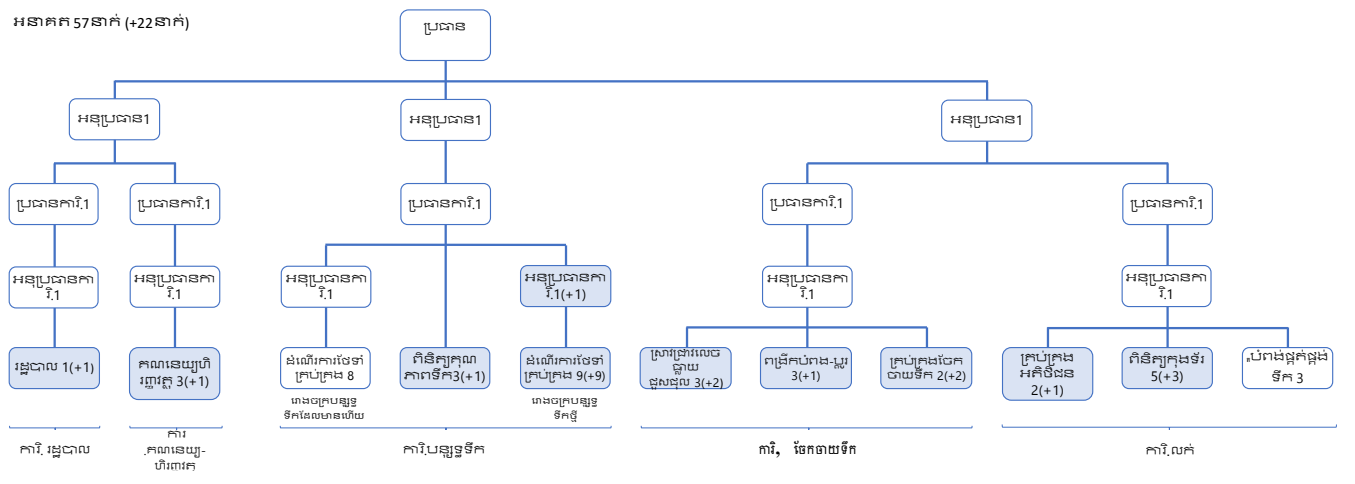 អនាគត 57នាក់ (+22នាក់)
ប្រធាន
អនុប្រធាន1
អនុប្រធាន1
អនុប្រធាន1
ប្រធានការិ.1
ប្រធានការិ.1
ប្រធានការិ.1
ប្រធានការិ.1
ប្រធានការិ.1
អនុប្រធានកា
រិ.1
អនុប្រធានកា
រិ.1
អនុប្រធានកា
រិ.1
អនុប្រធានកា
រិ.1(+1)
អនុប្រធានកា
រិ.1
អនុប្រធានកា
រិ.1
រដ្ឋបាល 1(+1)
គណនេយ្យហិ
រញ្ញវត្ថុ 3(+1)
ដំណើរការថែទាំ
គ្រប់គ្រង 8
ពិនិត្យគុណ
ភាពទឹក3(+1)
ដំណើរការថែទាំ
គ្រប់គ្រង 9(+9)
ស្រាវជ្រាវលេច
ធ្លាយ
ជួសជុល 3(+2)
ពង្រីកបំពាង-ប្តូរ
3(+1)
គ្រប់គ្រងចែក
ចាយទឹក 2(+2)
គ្រប់គ្រង
អតិថិជន
2(+1)
ពិនិត្យកុងទ័រ
5(+3)
បំពង់ផ្គត់ផ្គង់
ទឹក 3
រោងចក្របន្សុទ្ធ
ទឹកដែលមានហើយ
រោងចក្របន្សុទ្ធ
ទឹកថ្មី
ការិ. រដ្ឋបាល
ការ
.គណនេយ្យ-
ហិរញ្ញវត្ថុ
ការិ.បន្សុទ្ធទឹក
ការិ, ចែកចាយទឹក
ការិ.លក់